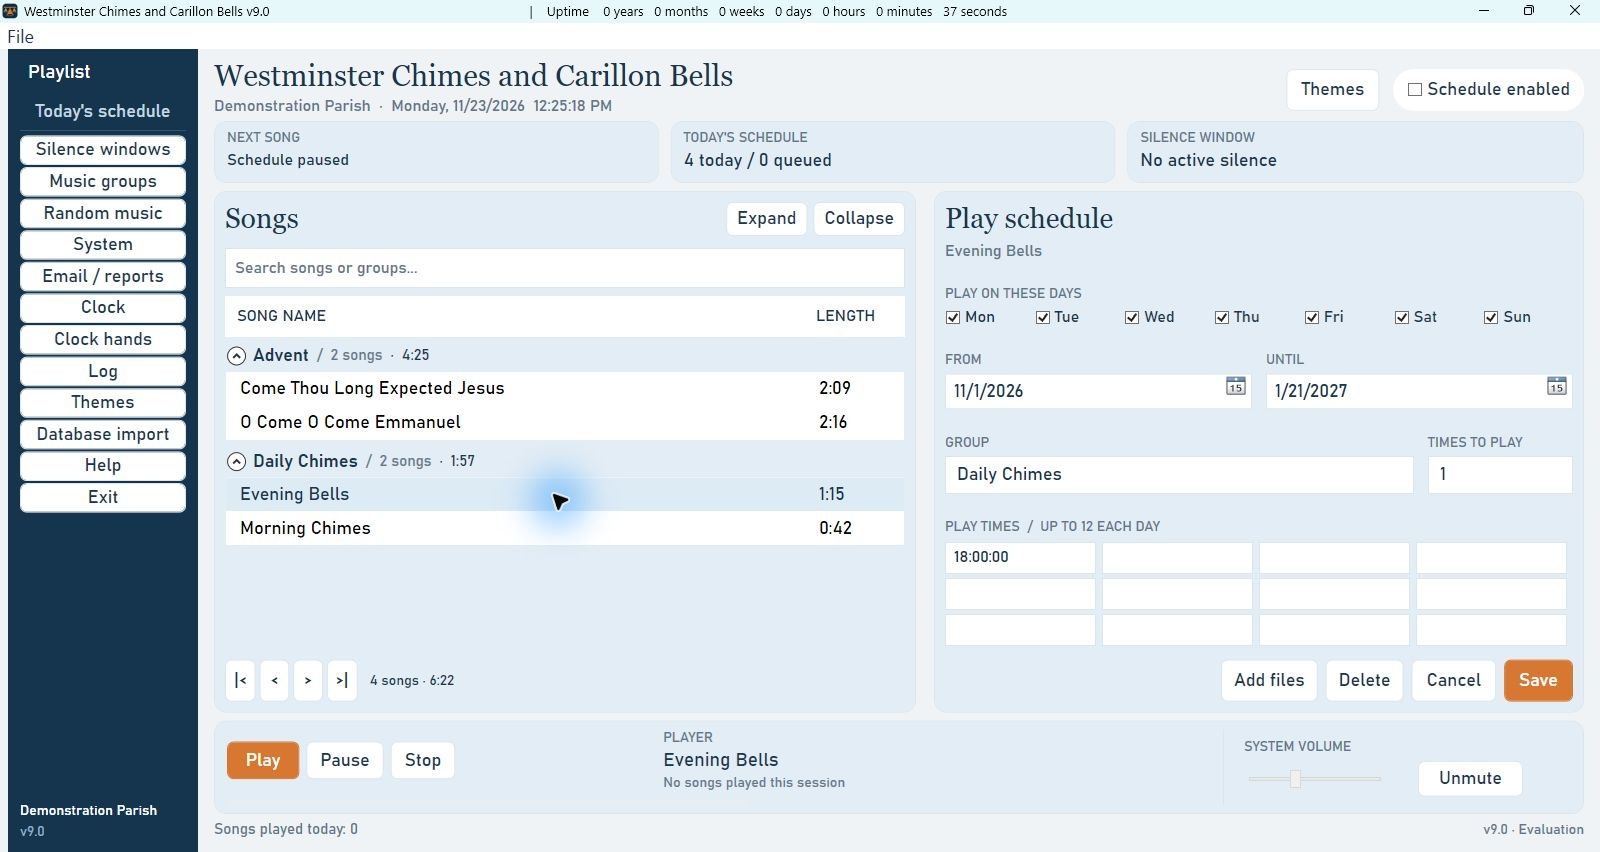 Westminster Chimes and Carillon Bells v9.0
| Uptime 0 years 0 months 0 weeks 0 days 0 hours 0 minutes 37 seconds
File
Playlist
Today's schedule
Silence windows
Music groups
Random music
System
Email / reports
Clock
Clock hands
Log
Themes
Database import
Help
Exit
Demonstration Parish
v9.0
Westminster Chimes and Carillon Bells
Demonstration Parish · Monday, 11/23/2026 12:25:18 PM
Themes
Schedule enabled
NEXT SONG
Schedule paused
TODAY'S SCHEDULE
4 today / 0 queued
SILENCE WINDOW
No active silence
Songs
Expand
Collapse
Search songs or groups...
SONG NAME LENGTH
Advent / 2 songs · 4:25
Come Thou Long Expected Jesus 2:09
O Come O Come Emmanuel 2:16
Daily Chimes / 2 songs · 1:57
Evening Bells 1:15
Morning Chimes 0:42
|< < > >| 4 songs · 6:22
Play schedule
Evening Bells
PLAY ON THESE DAYS
Mon Tue Wed Thu Fri Sat Sun
FROM UNTIL
11/1/2026 15 1/21/2027 15
GROUP TIMES TO PLAY
Daily Chimes 1
PLAY TIMES / UP TO 12 EACH DAY
18:00:00
Add files Delete Cancel Save
Play Pause Stop
PLAYER
Evening Bells
No songs played this session
SYSTEM VOLUME
Unmute
Songs played today: 0
v9.0 · Evaluation